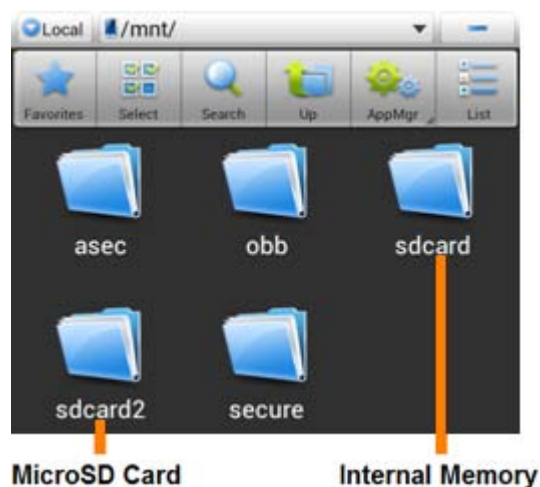 Local /mnt/
Favorites Select Search Up AppMgr List
asec obb sdcard
sdcard2 secure
MicroSD Card Internal Memory